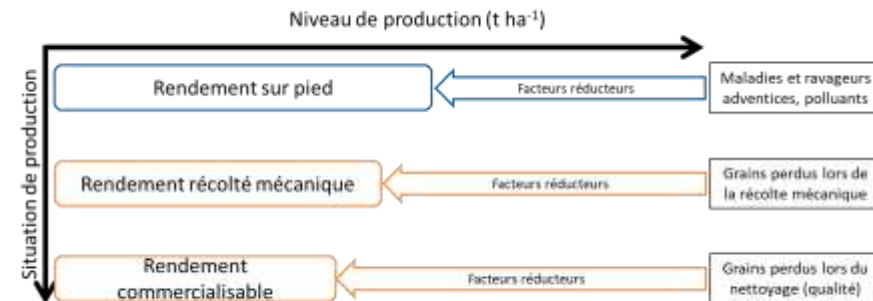 Niveau de production (t ha⁻¹)
Situation de production
Rendement sur pied
Facteurs réducteurs
Maladies et ravageurs
adventices, polluants
Rendement récolté mécanique
Facteurs réducteurs
Grains perdus lors de
la récolte mécanique
Rendement
commercialisable
Facteurs réducteurs
Grains perdus lors du
nettoyage (qualité)